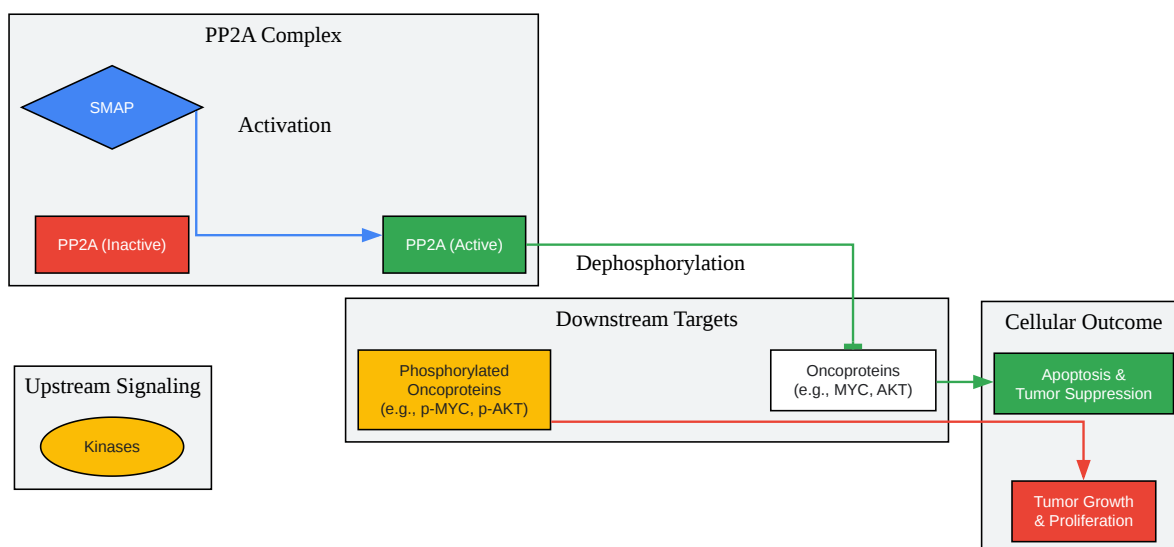 PP2A Complex
SMAP
Activation
PP2A (Inactive)
PP2A (Active)
Dephosphorylation
Downstream Targets
Phosphorylated
Oncoproteins
(e.g., p-MYC, p-AKT)
Oncoproteins
(e.g., MYC, AKT)
Cellular Outcome
Apoptosis &
Tumor Suppression
Tumor Growth
& Proliferation
Upstream Signaling
Kinases